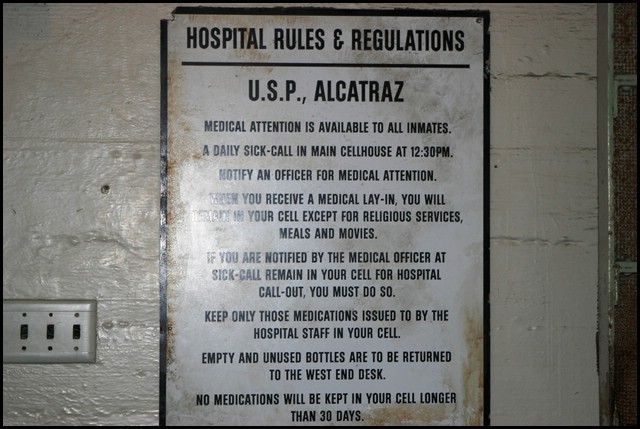 HOSPITAL RULES & REGULATIONS
U.S.P., ALCATRAZ
MEDICAL ATTENTION IS AVAILABLE TO ALL INMATES.
A DAILY SICK-CALL IN MAIN CELLHOUSE AT 12:30PM.
NOTIFY AN OFFICER FOR MEDICAL ATTENTION.
WHEN YOU RECEIVE A MEDICAL LAY-IN, YOU WILL
REMAIN IN YOUR CELL EXCEPT FOR RELIGIOUS SERVICES,
MEALS AND MOVIES.
IF YOU ARE NOTIFIED BY THE MEDICAL OFFICER AT
SICK-CALL REMAIN IN YOUR CELL FOR HOSPITAL
CALL-OUT, YOU MUST DO SO.
KEEP ONLY THOSE MEDICATIONS ISSUED TO BY THE
HOSPITAL STAFF IN YOUR CELL.
EMPTY AND UNUSED BOTTLES ARE TO BE RETURNED
TO THE WEST END DESK.
NO MEDICATIONS WILL BE KEPT IN YOUR CELL LONGER
THAN 30 DAYS.